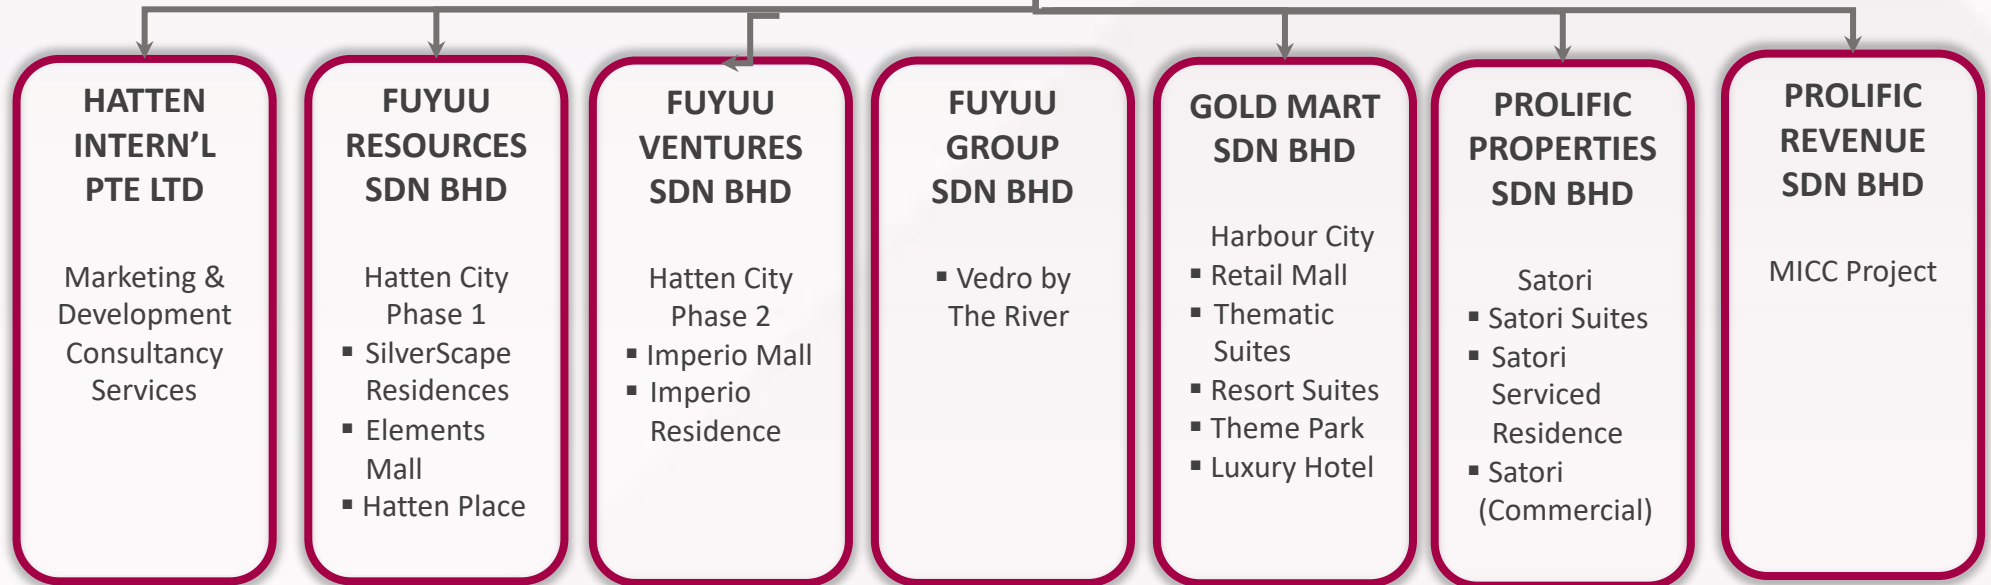 HATTEN
INTERN’L
PTE LTD
Marketing &
Development
Consultancy
Services
FUYUU
RESOURCES
SDN BHD
Hatten City
Phase 1
▪ SilverScape
Residences
▪ Elements
Mall
▪ Hatten Place
FUYUU
VENTURES
SDN BHD
Hatten City
Phase 2
▪ Imperio Mall
▪ Imperio
Residence
FUYUU
GROUP
SDN BHD
▪ Vedro by
The River
GOLD MART
SDN BHD
Harbour City
▪ Retail Mall
▪ Thematic
Suites
▪ Resort Suites
▪ Theme Park
▪ Luxury Hotel
PROLIFIC
PROPERTIES
SDN BHD
Satori
▪ Satori Suites
▪ Satori
Serviced
Residence
▪ Satori
(Commercial)
PROLIFIC
REVENUE
SDN BHD
MICC Project